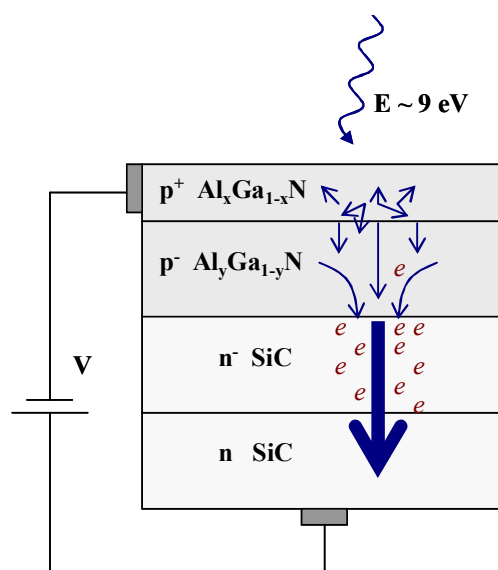 E ~ 9 eV
p⁺ AlₓGa₁₋ₓN
p⁻ AlᵧGa₁₋ᵧN
e
e e e
e e
V
n⁻ SiC
e e
e e
e
n SiC